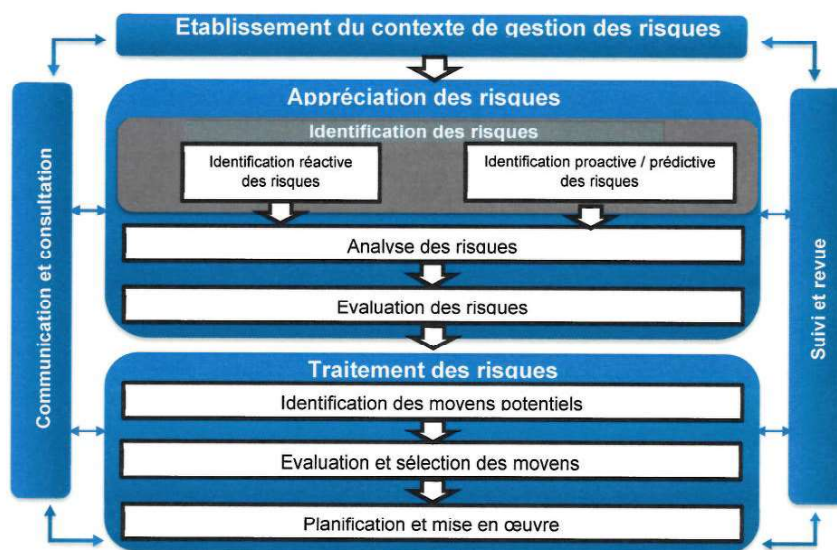 Etablissement du contexte de gestion des risques
Appréciation des risques
Identification des risques
Identification réactive
des risques
Identification proactive / prédictive
des risques
Analyse des risques
Evaluation des risques
Traitement des risques
Identification des moyens potentiels
Evaluation et sélection des moyens
Planification et mise en œuvre
Communication et consultation
Suivi et revue